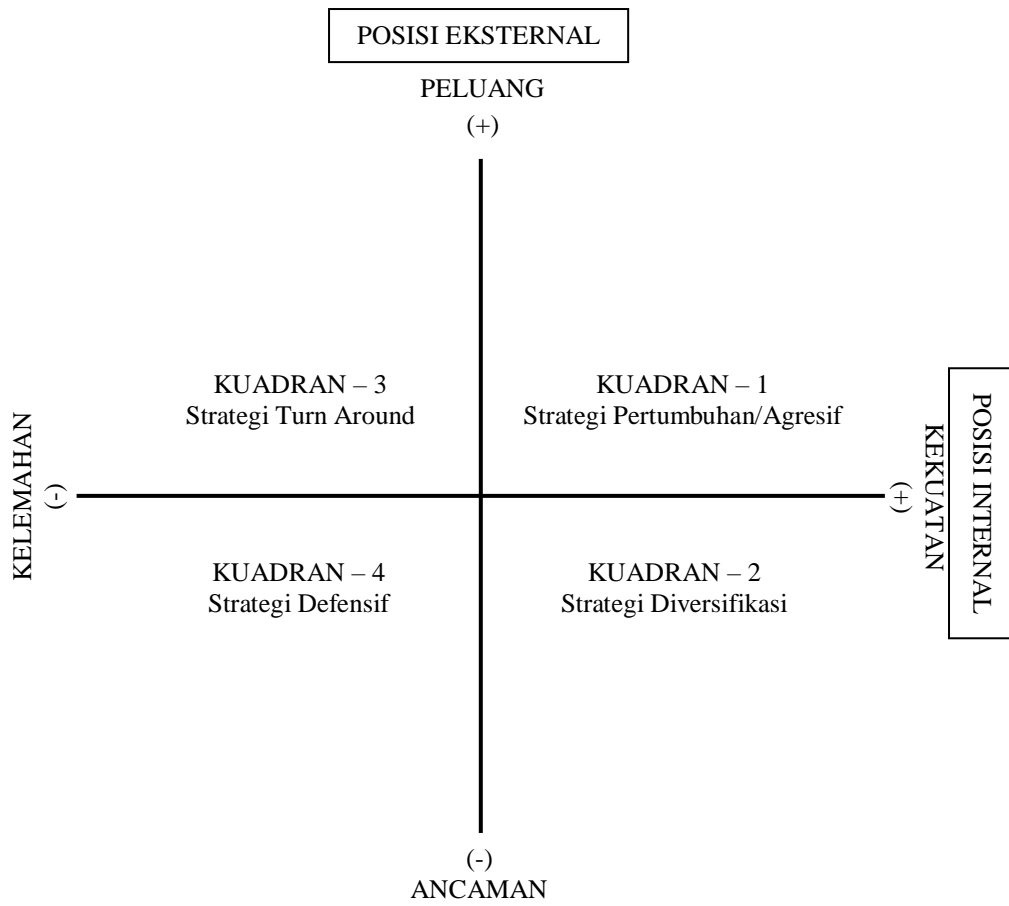 POSISI EKSTERNAL
PELUANG
(+)
KUADRAN – 3
Strategi Turn Around
KUADRAN – 1
Strategi Pertumbuhan/Agresif
KELEMAHAN
(-)
(+)
KEKUATAN
POSISI INTERNAL
KUADRAN – 4
Strategi Defensif
KUADRAN – 2
Strategi Diversifikasi
(-)
ANCAMAN